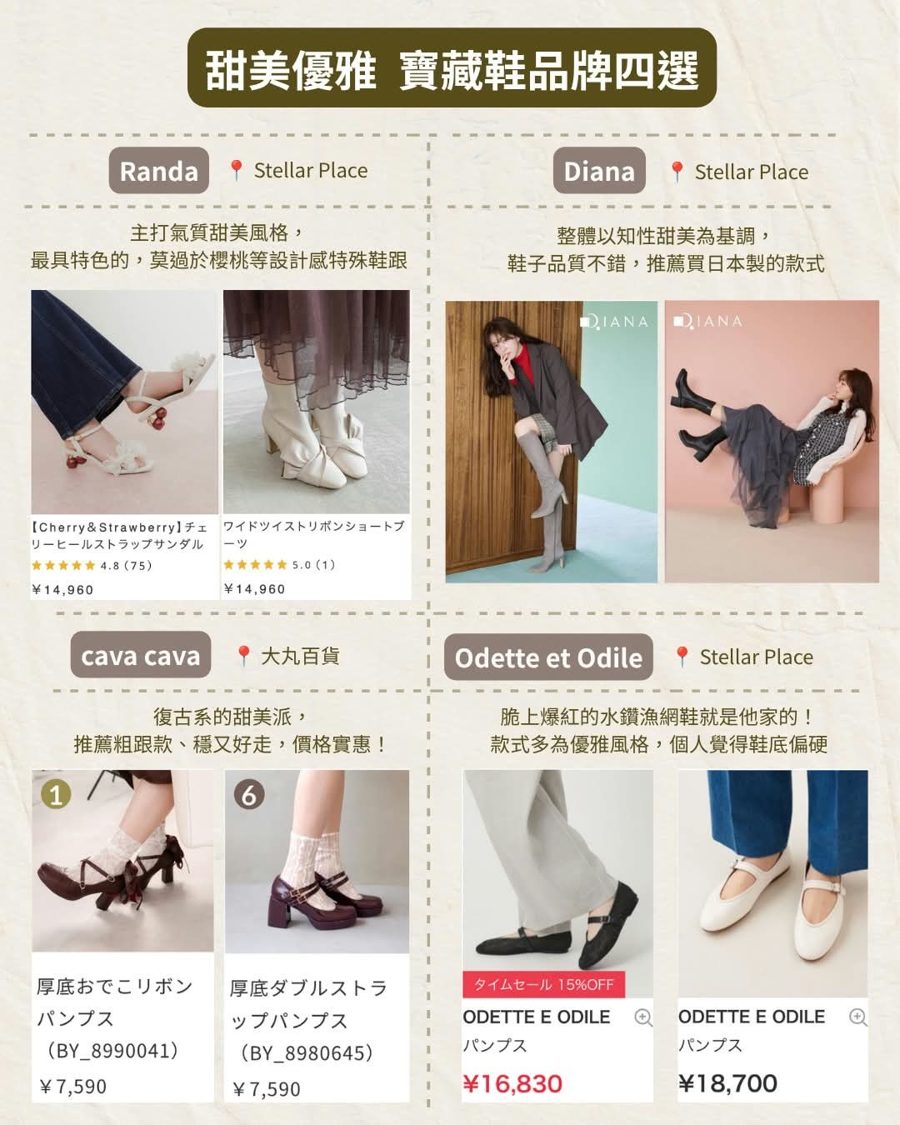 甜美優雅 寶藏鞋品牌四選
Randa
Stellar Place
主打氣質甜美風格,
最具特色的,莫過於櫻桃等設計感特殊鞋跟
【Cherry&Strawberry】チェ
リーヒールストラップサンダル
4.8(75)
¥14,960
ワイドツイストリボンショートブ
ーツ
5.0(1)
¥14,960
Diana
Stellar Place
整體以知性甜美為基調,
鞋子品質不錯,推薦買日本製的款式
DIANA
DIANA
cava cava
大丸百貨
復古系的甜美派,
推薦粗跟款、穩又好走,價格實惠!
1
厚底おでこリボン
パンプス
(BY_8990041)
¥7,590
6
厚底ダブルストラ
ップパンプス
(BY_8980645)
¥7,590
Odette et Odile
Stellar Place
脆上爆紅的水鑽漁網鞋就是他家的!
款式多為優雅風格,個人覺得鞋底偏硬
タイムセール 15%OFF
ODETTE E ODILE
パンプス
¥16,830
ODETTE E ODILE
パンプス
¥18,700